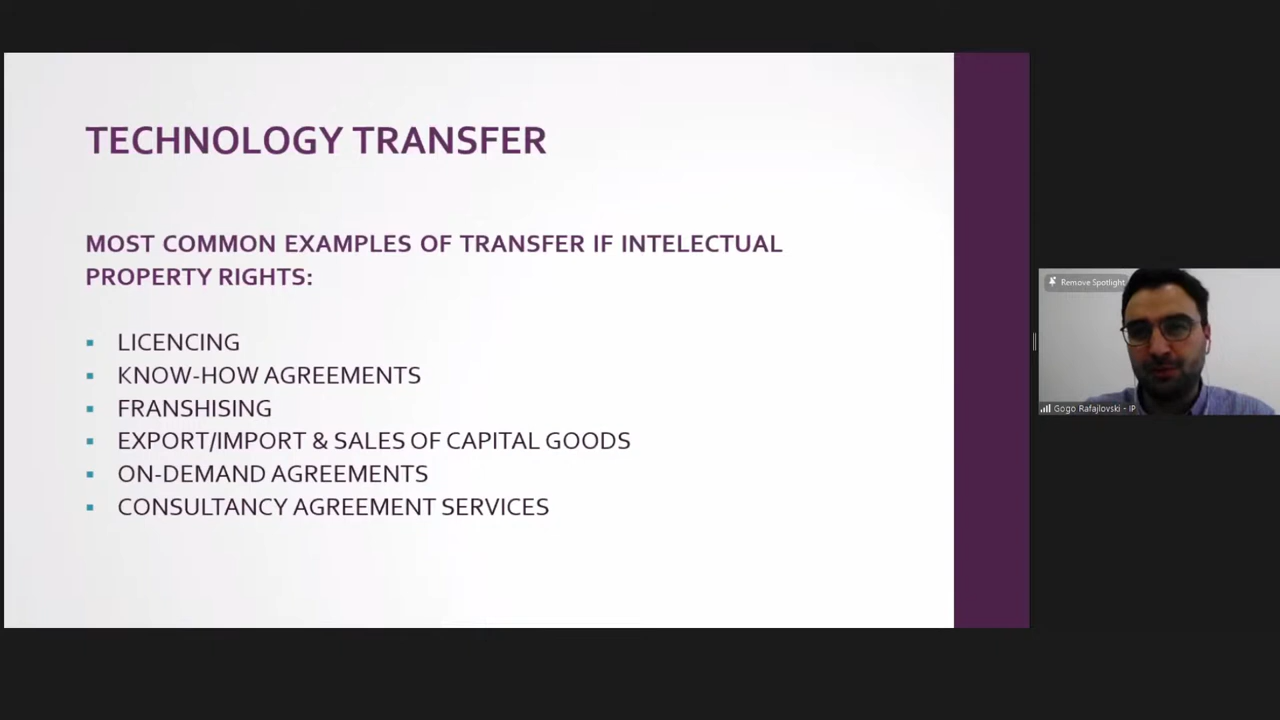 TECHNOLOGY TRANSFER
MOST COMMON EXAMPLES OF TRANSFER IF INTELECTUAL
PROPERTY RIGHTS:
▪ LICENCING
▪ KNOW-HOW AGREEMENTS
▪ FRANSHISING
▪ EXPORT/IMPORT & SALES OF CAPITAL GOODS
▪ ON-DEMAND AGREEMENTS
▪ CONSULTANCY AGREEMENT SERVICES
Remove Spotlight
Gogo Rafajlovski - IP